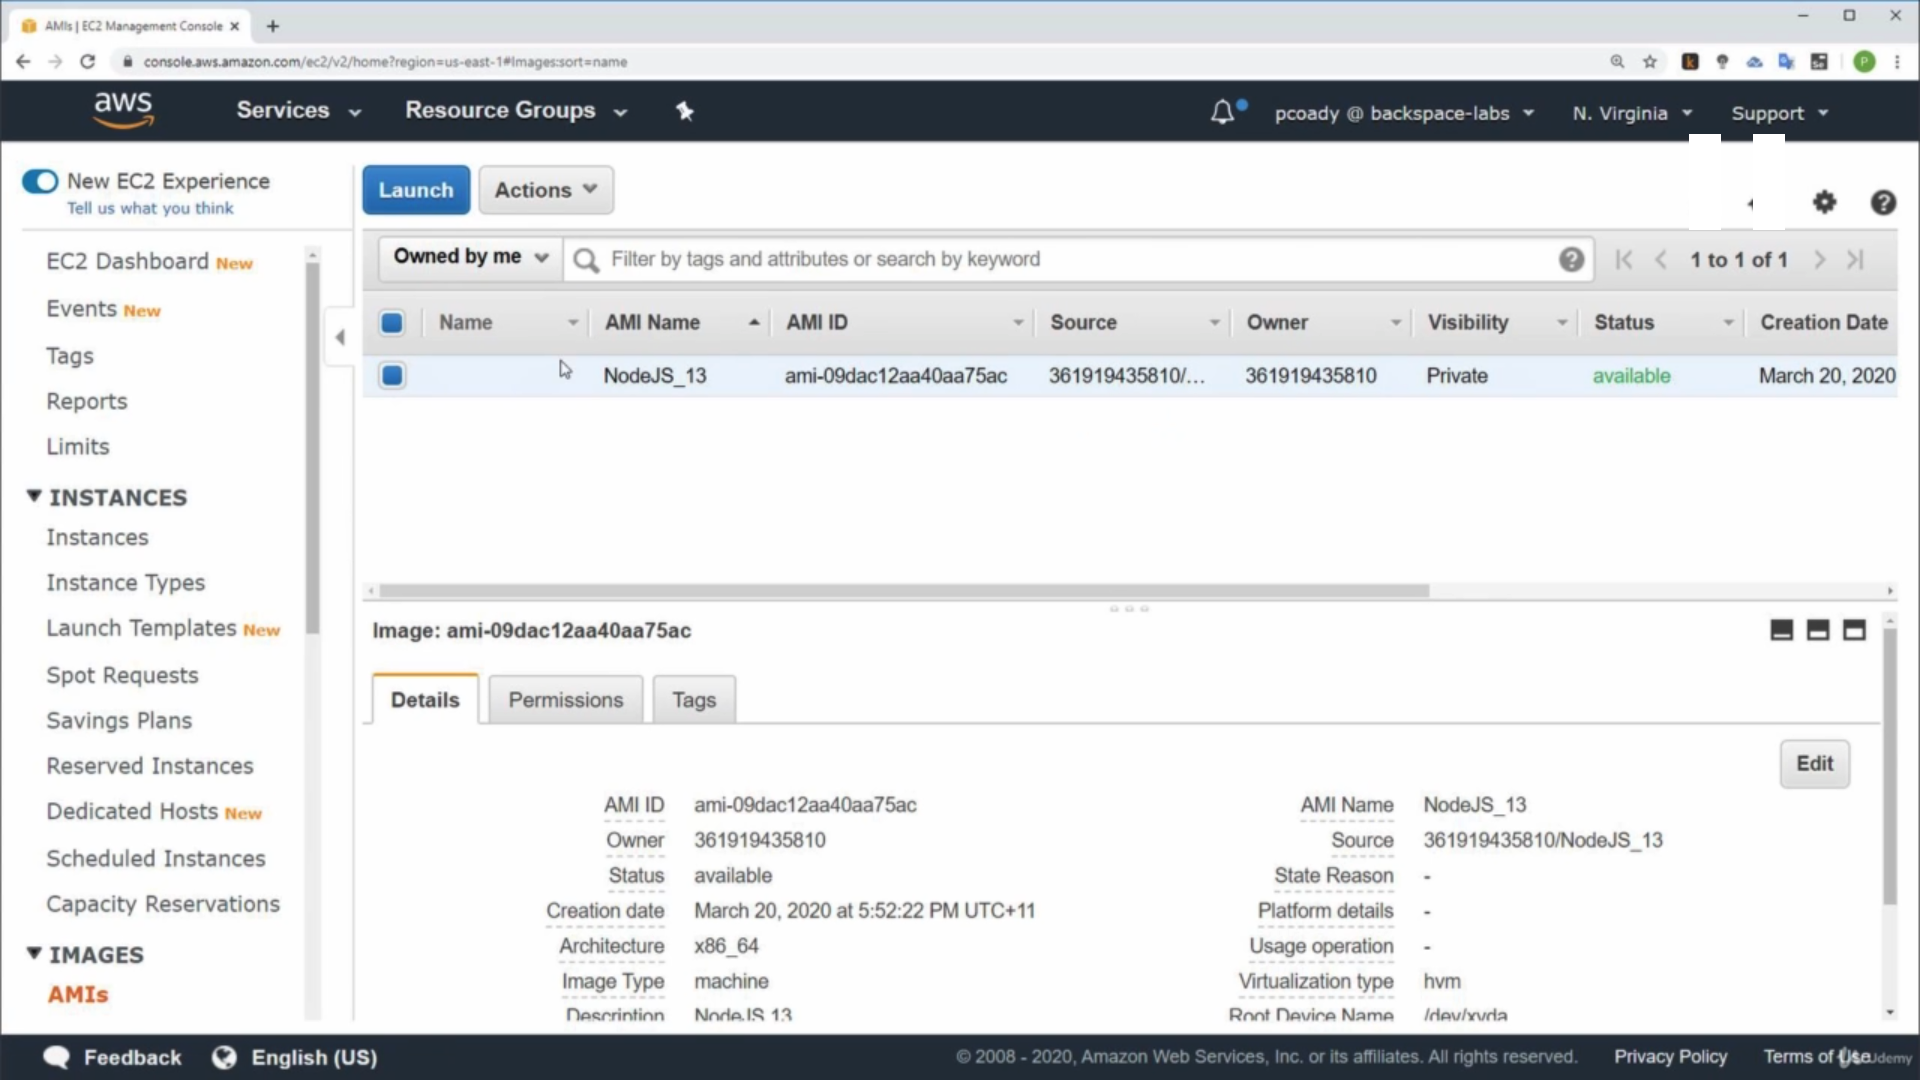 AMIs | EC2 Management Console
console.aws.amazon.com/ec2/v2/home?region=us-east-1#Images:sort=name
P
aws
Services
Resource Groups
pcoady @ backspace-labs
N. Virginia
Support
New EC2 Experience
Tell us what you think
Launch
Actions
EC2 Dashboard New
Events New
Tags
Reports
Limits
INSTANCES
Instances
Instance Types
Launch Templates New
Spot Requests
Savings Plans
Reserved Instances
Dedicated Hosts New
Scheduled Instances
Capacity Reservations
IMAGES
AMIs
Owned by me
Filter by tags and attributes or search by keyword
1 to 1 of 1
Name AMI Name AMI ID Source Owner Visibility Status Creation Date
NodeJS_13 ami-09dac12aa40aa75ac 361919435810/... 361919435810 Private available March 20, 2020
Image: ami-09dac12aa40aa75ac
Details
Permissions
Tags
Edit
AMI ID ami-09dac12aa40aa75ac
Owner 361919435810
Status available
Creation date March 20, 2020 at 5:52:22 PM UTC+11
Architecture x86_64
Image Type machine
Description NodeJS 13
AMI Name NodeJS_13
Source 361919435810/NodeJS_13
State Reason -
Platform details -
Usage operation -
Virtualization type hvm
Root Device Name /dev/xvda
Feedback
English (US)
© 2008 - 2020, Amazon Web Services, Inc. or its affiliates. All rights reserved.
Privacy Policy
Terms of Use
Udemy